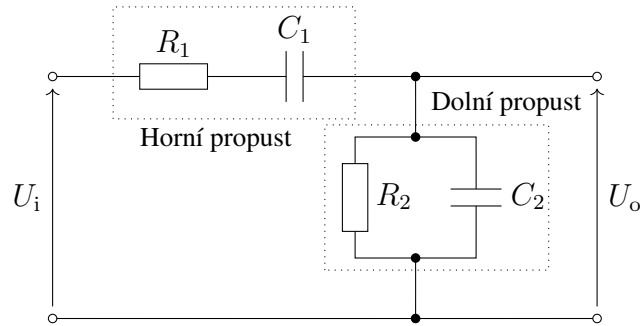 C₁
R₁
Dolní propust
Horní propust
Uᵢ
R₂
C₂
Uₒ